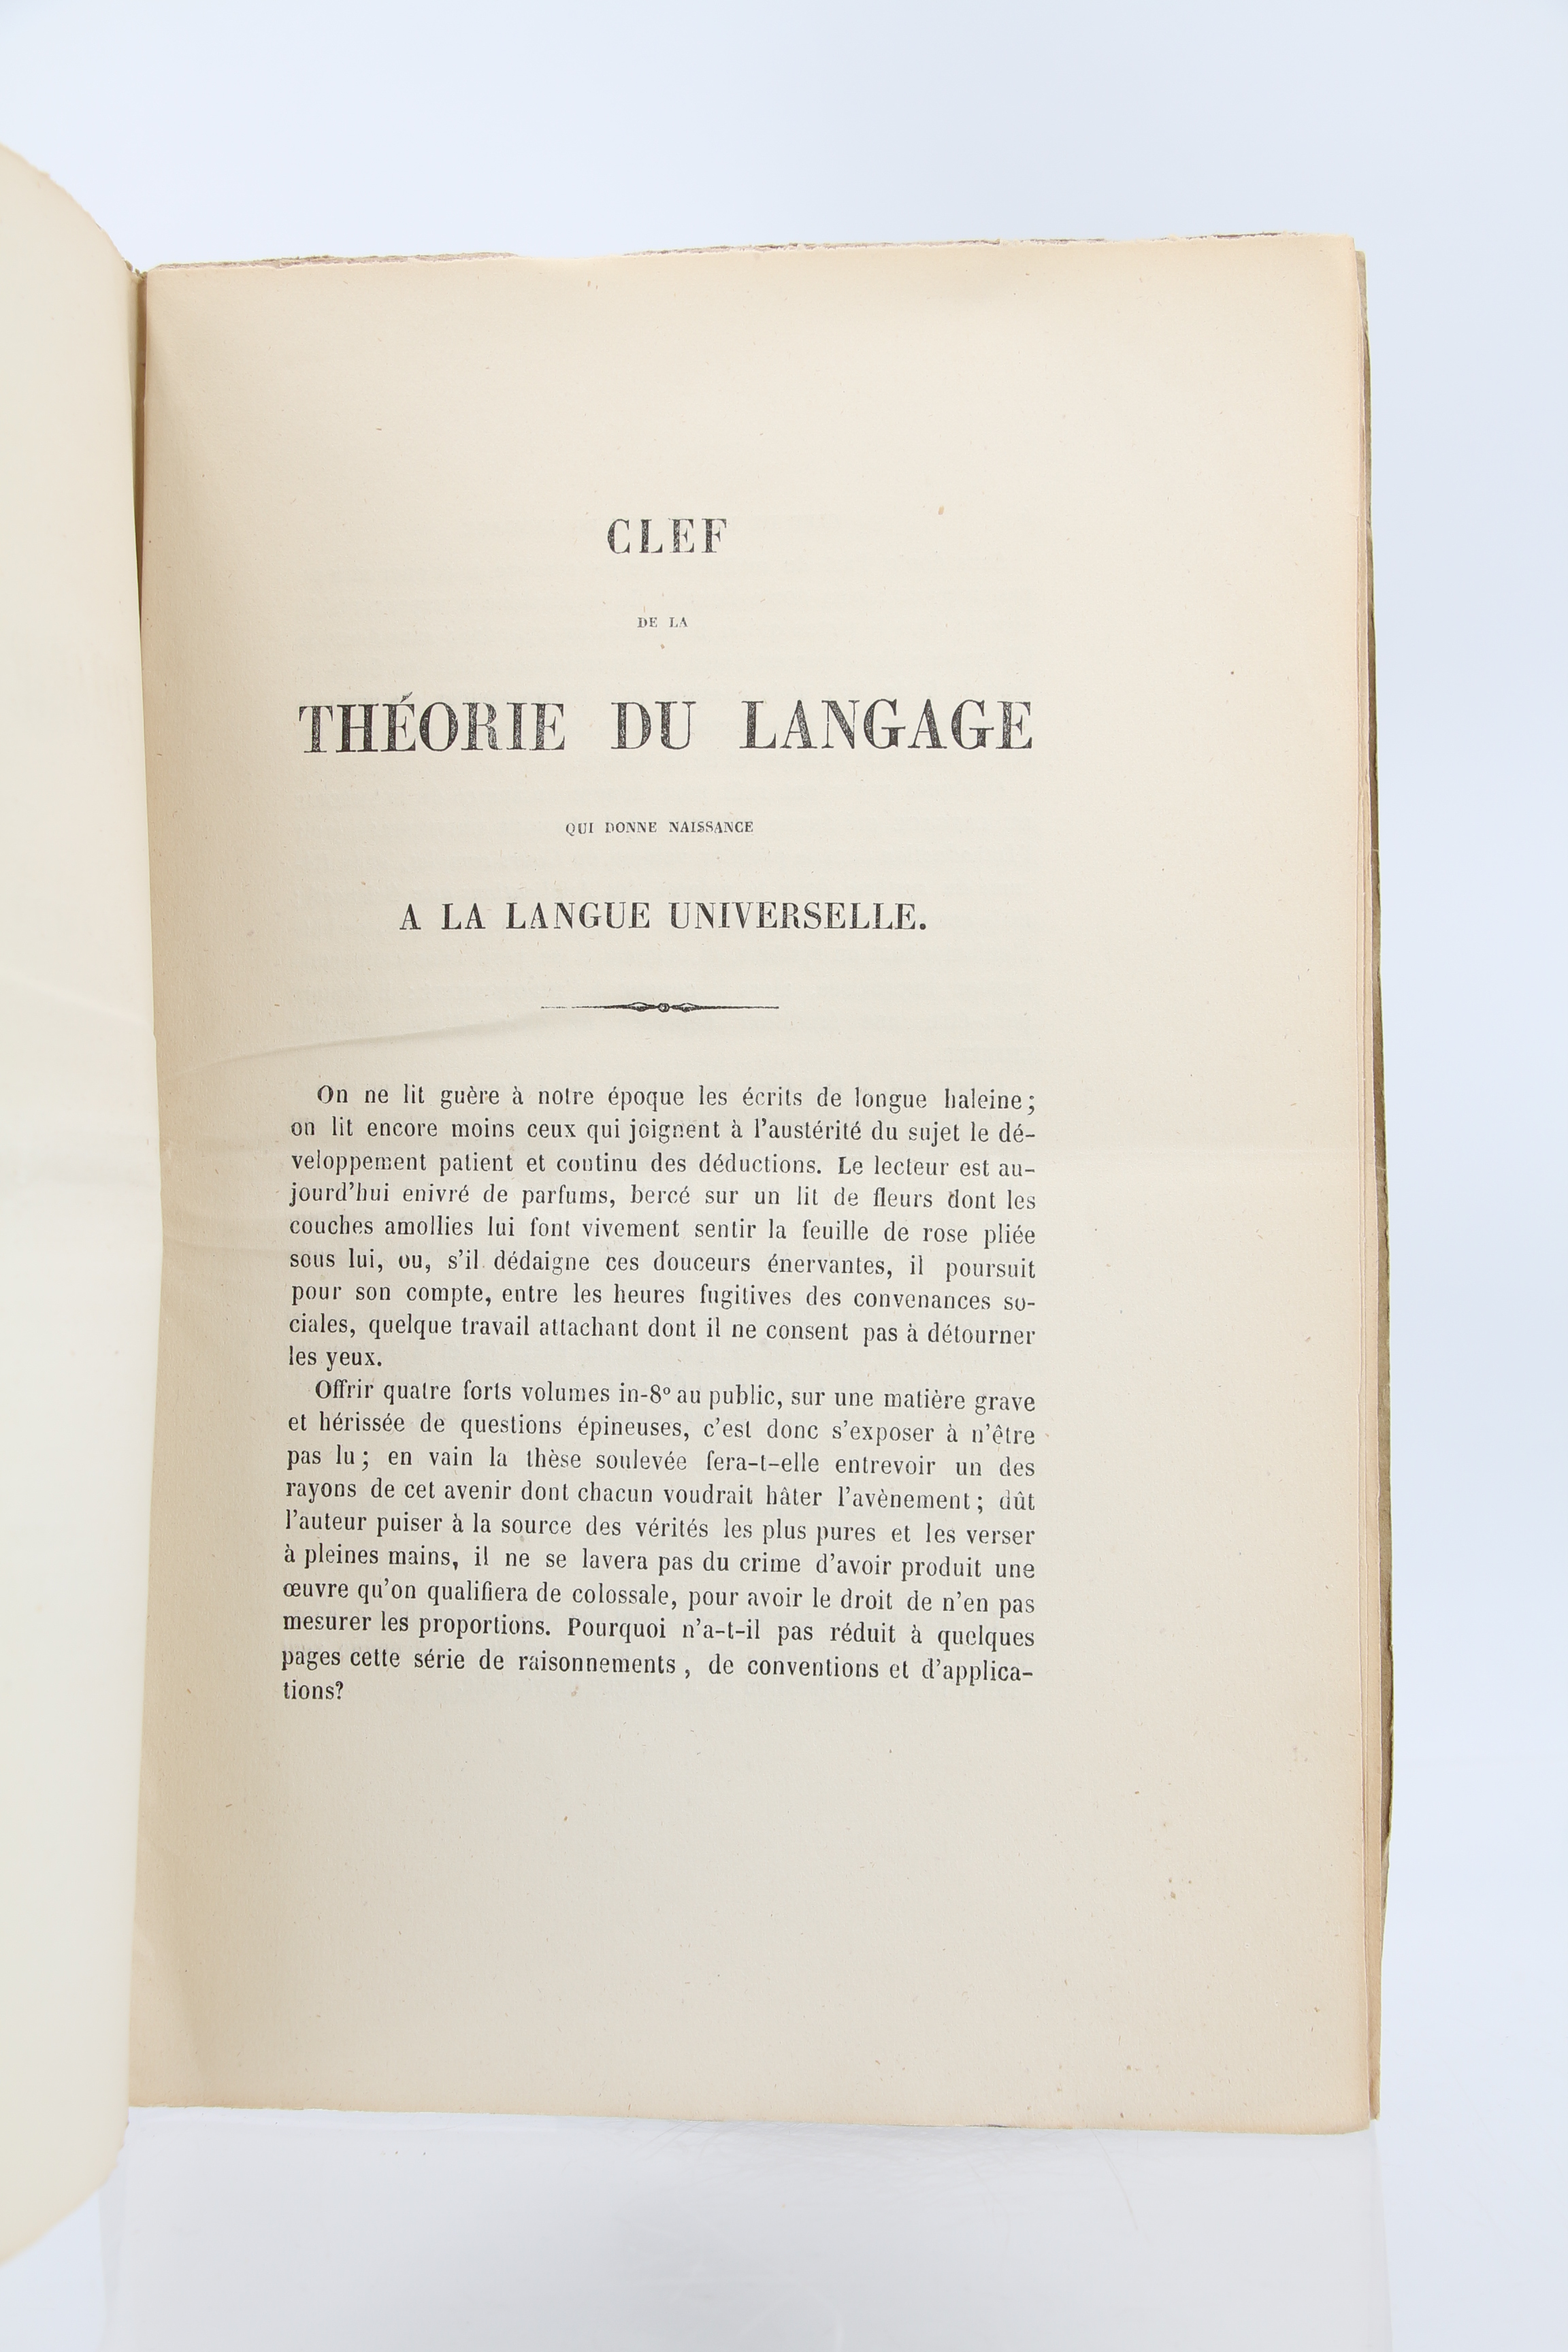 CLEF
DE LA
THÉORIE DU LANGAGE
QUI DONNE NAISSANCE
A LA LANGUE UNIVERSELLE.
On ne lit guère à notre époque les écrits de longue haleine;
on lit encore moins ceux qui joignent à l'austérité du sujet le dé-
veloppement patient et continu des déductions. Le lecteur est au-
jourd'hui enivré de parfums, bercé sur un lit de fleurs dont les
couches amollies lui font vivement sentir la feuille de rose pliée
sous lui, ou, s'il dédaigne ces douceurs énervantes, il poursuit
pour son compte, entre les heures fugitives des convenances so-
ciales, quelque travail attachant dont il ne consent pas à détourner
les yeux.
Offrir quatre forts volumes in-8° au public, sur une matière grave
et hérissée de questions épineuses, c'est donc s'exposer à n'être
pas lu; en vain la thèse soulevée fera-t-elle entrevoir un des
rayons de cet avenir dont chacun voudrait hâter l'avènement; dût
l'auteur puiser à la source des vérités les plus pures et les verser
à pleines mains, il ne se lavera pas du crime d'avoir produit une
œuvre qu'on qualifiera de colossale, pour avoir le droit de n'en pas
mesurer les proportions. Pourquoi n'a-t-il pas réduit à quelques
pages cette série de raisonnements, de conventions et d'applica-
tions?